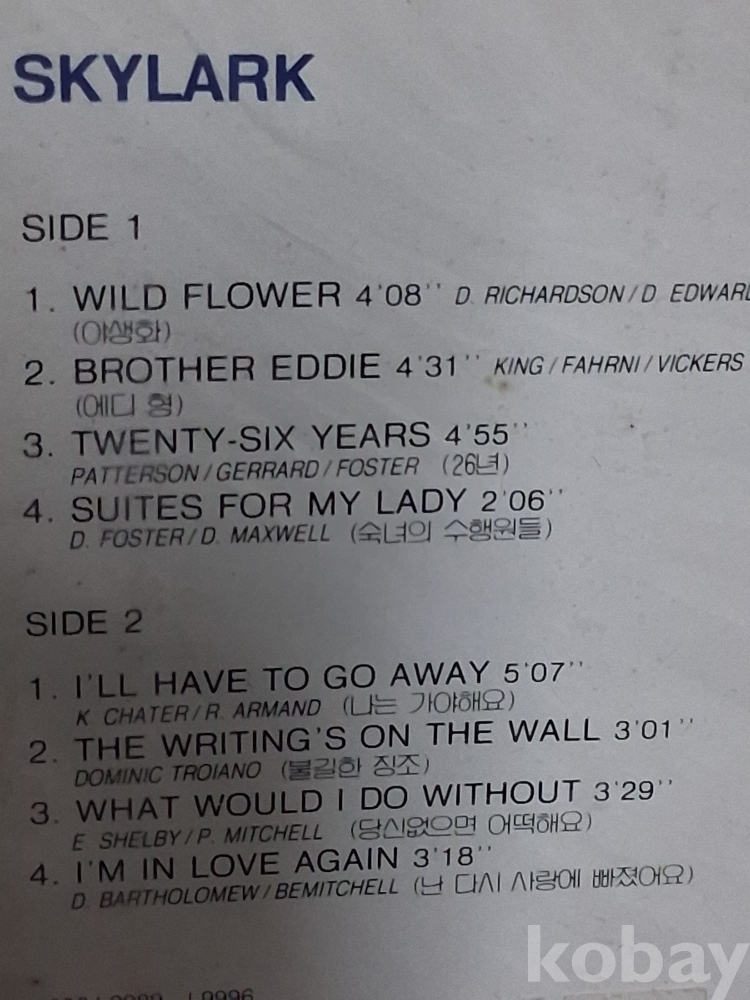 SKYLARK
SIDE 1
1. WILD FLOWER 4'08'' D. RICHARDSON/D. EDWARD
(야생화)
2. BROTHER EDDIE 4'31'' KING/FAHRNI/VICKERS
(에디 형)
3. TWENTY-SIX YEARS 4'55''
PATTERSON/GERRARD/FOSTER (26년)
4. SUITES FOR MY LADY 2'06''
D. FOSTER/D. MAXWELL (숙녀의 수행원들)
SIDE 2
1. I'LL HAVE TO GO AWAY 5'07''
K. CHATER/R. ARMAND (나는 가야해요)
2. THE WRITING'S ON THE WALL 3'01''
DOMINIC TROIANO (불길한 징조)
3. WHAT WOULD I DO WITHOUT 3'29''
E. SHELBY/P. MITCHELL (당신없으면 어떡해요)
4. I'M IN LOVE AGAIN 3'18''
D. BARTHOLOMEW/BEMITCHELL (난 다시 사랑에 빠졌어요)
kobay